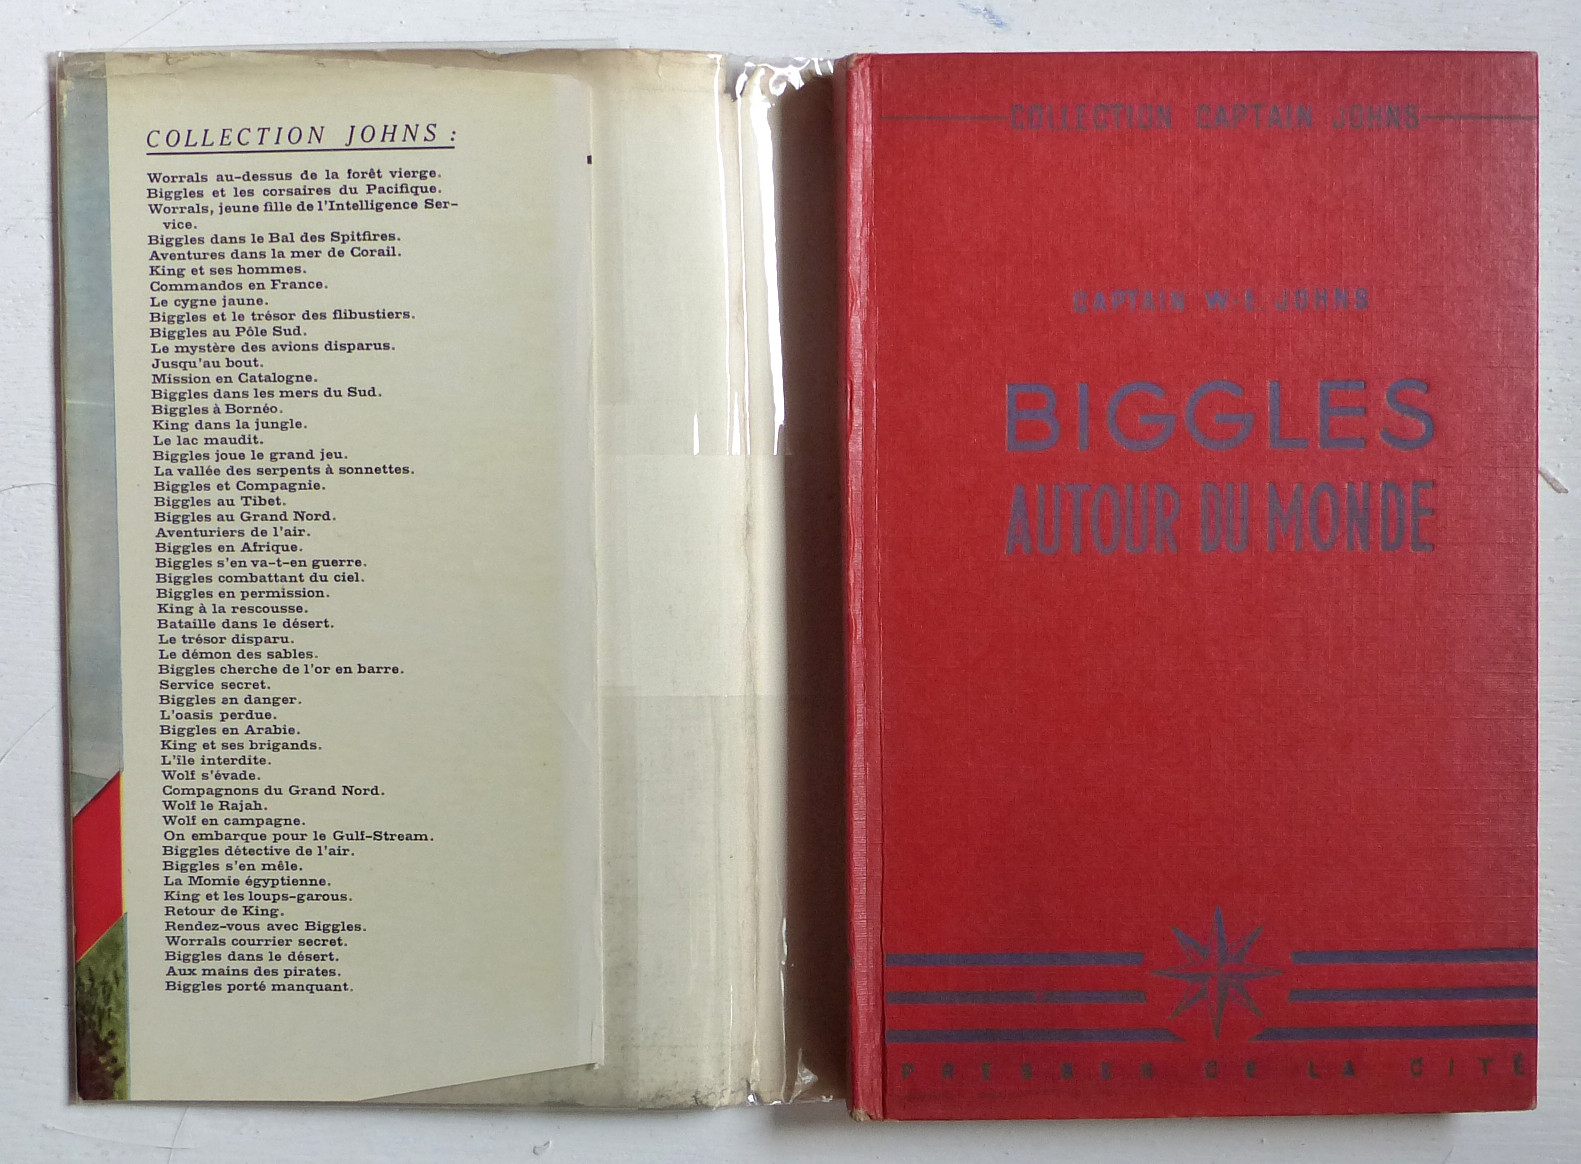 COLLECTION JOHNS :
Worrals au-dessus de la forêt vierge.
Biggles et les corsaires du Pacifique.
Worrals, jeune fille de l'Intelligence Ser-
vice.
Biggles dans le Bal des Spitfires.
Aventures dans la mer de Corail.
King et ses hommes.
Commandos en France.
Le cygne jaune.
Biggles et le trésor des flibustiers.
Biggles au Pôle Sud.
Le mystère des avions disparus.
Jusqu'au bout.
Mission en Catalogne.
Biggles dans les mers du Sud.
Biggles à Bornéo.
King dans la jungle.
Le lac maudit.
Biggles joue le grand jeu.
La vallée des serpents à sonnettes.
Biggles et Compagnie.
Biggles au Tibet.
Biggles au Grand Nord.
Aventuriers de l'air.
Biggles en Afrique.
Biggles s'en va-t-en guerre.
Biggles combattant du ciel.
Biggles en permission.
King à la rescousse.
Bataille dans le désert.
Le trésor disparu.
Le démon des sables.
Biggles cherche de l'or en barre.
Service secret.
Biggles en danger.
L'oasis perdue.
Biggles en Arabie.
King et ses brigands.
L'île interdite.
Wolf s'évade.
Compagnons du Grand Nord.
Wolf le Rajah.
Wolf en campagne.
On embarque pour le Gulf-Stream.
Biggles détective de l'air.
Biggles s'en mêle.
La Momie égyptienne.
King et les loups-garous.
Retour de King.
Rendez-vous avec Biggles.
Worrals courrier secret.
Biggles dans le désert.
Aux mains des pirates.
Biggles porté manquant.
COLLECTION CAPTAIN JOHNS
CAPTAIN W.-E. JOHNS
BIGGLES
AUTOUR DU MONDE
PRESSES DE LA CITÉ